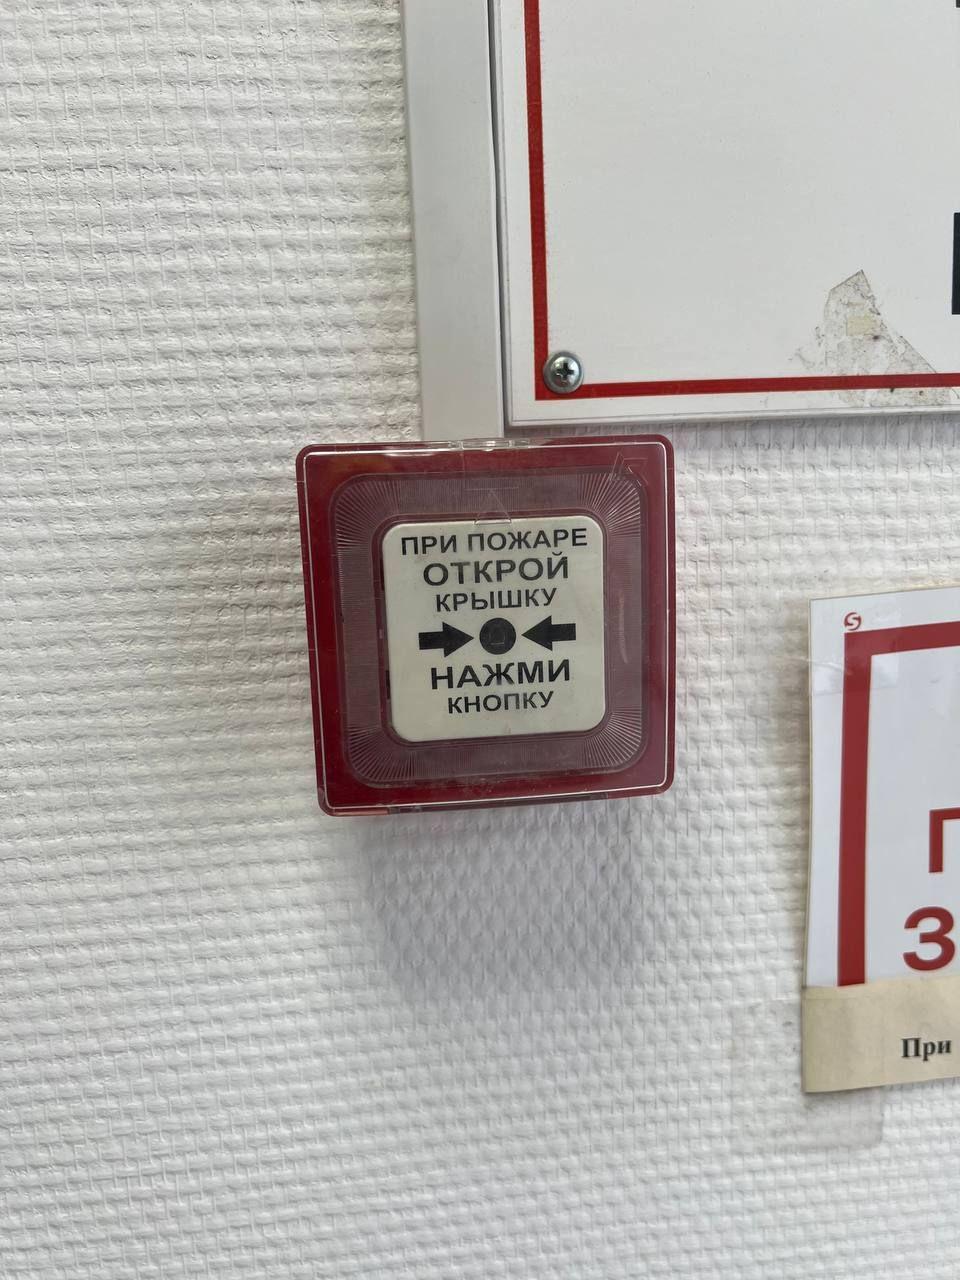 ПРИ ПОЖАРЕ
ОТКРОЙ
КРЫШКУ
НАЖМИ
КНОПКУ
При